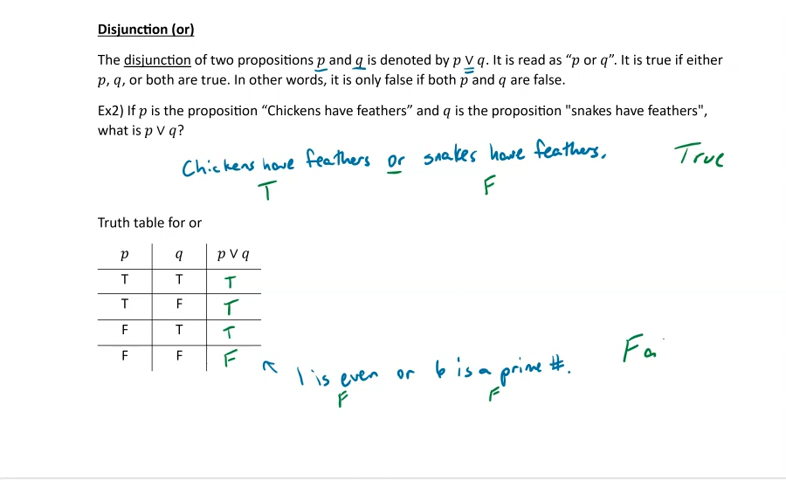 Disjunction (or)
The disjunction of two propositions p and q is denoted by p ∨ q. It is read as “p or q”. It is true if either
p, q, or both are true. In other words, it is only false if both p and q are false.
Ex2) If p is the proposition “Chickens have feathers” and q is the proposition "snakes have feathers",
what is p ∨ q?
Chickens have feathers or snakes have feathers. True
T F
Truth table for or
p q p ∨ q
T T T
T F T
F T T
F F F
1 is even or 6 is a prime #. Fa
F F